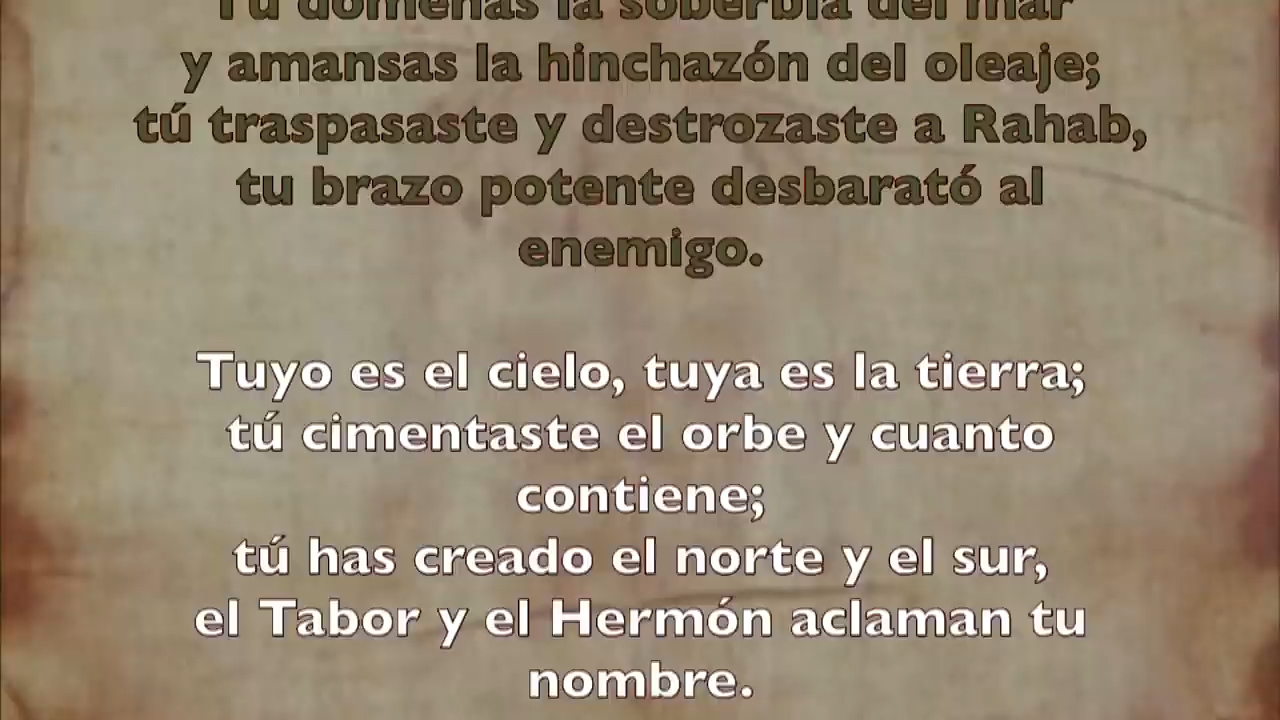 Tú domeñas la soberbia del mar
y amansas la hinchazón del oleaje;
tú traspasaste y destrozaste a Rahab,
tu brazo potente desbarató al
enemigo.
Tuyo es el cielo, tuya es la tierra;
tú cimentaste el orbe y cuanto
contiene;
tú has creado el norte y el sur,
el Tabor y el Hermón aclaman tu
nombre.